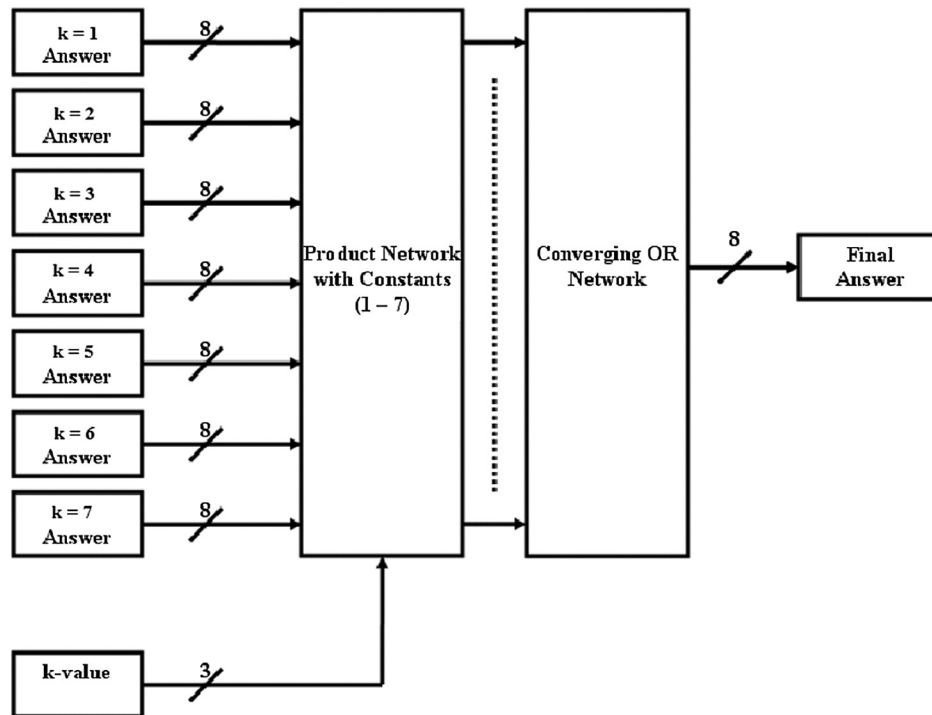 k = 1
Answer
8
k = 2
Answer
8
k = 3
Answer
8
k = 4
Answer
8
k = 5
Answer
8
k = 6
Answer
8
k = 7
Answer
8
Product Network
with Constants
(1 – 7)
Converging OR
Network
8
Final
Answer
k-value
3